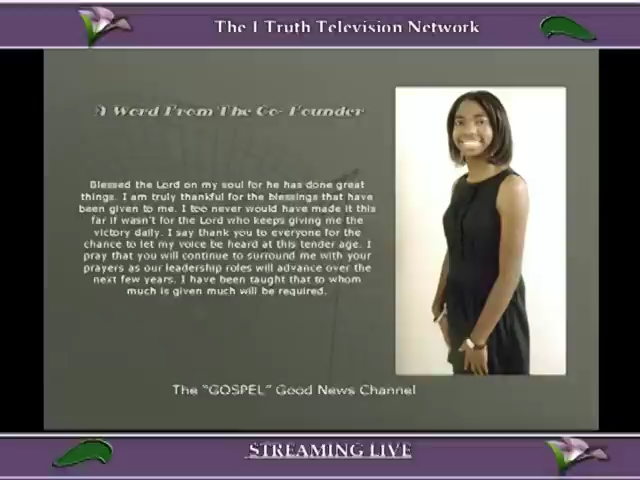 The 1 Truth Television Network
A Word From The Co- Founder
Blessed the Lord on my soul for he has done great
things. I am truly thankful for the blessings that have
been given to me. I too never would have made it this
far if wasn't for the Lord who keeps giving me the
victory daily. I say thank you to everyone for the
chance to let my voice be heard at this tender age. I
pray that you will continue to surround me with your
prayers as our leadership roles will advance over the
next few years. I have been taught that to whom
much is given much will be required.
The "GOSPEL" Good News Channel
STREAMING LIVE